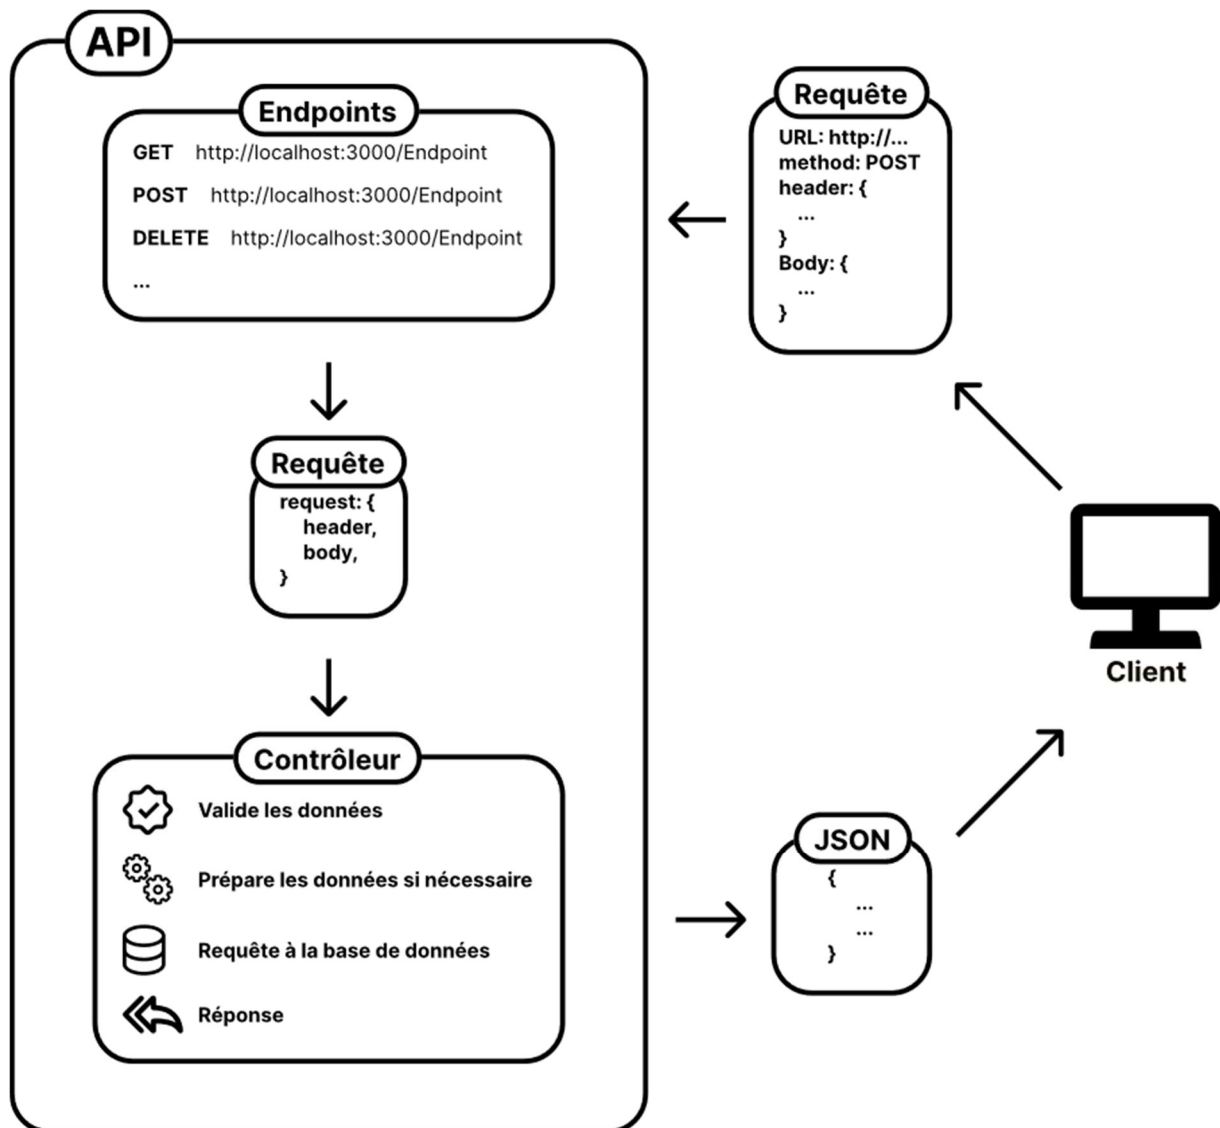 API
Endpoints
GET http://localhost:3000/Endpoint
POST http://localhost:3000/Endpoint
DELETE http://localhost:3000/Endpoint
...
Requête
request: {
header,
body,
}
Contrôleur
Valide les données
Prépare les données si nécessaire
Requête à la base de données
Réponse
Requête
URL: http://...
method: POST
header: {
...
}
Body: {
...
}
Client
JSON
{
...
...
}